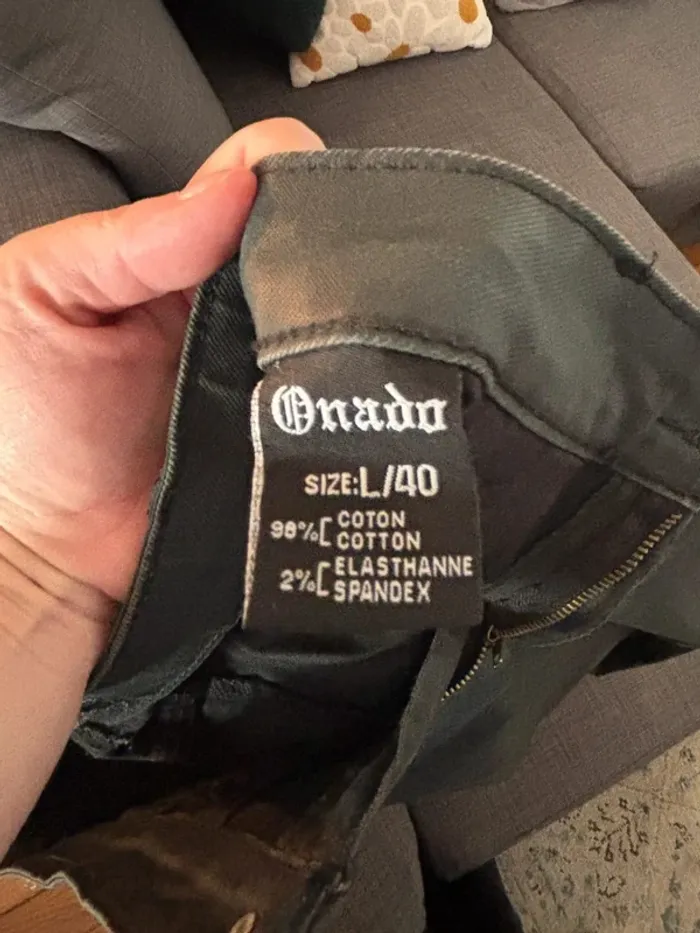 Onado
SIZE:L/40
98%[ COTON
COTTON
2%[ ELASTHANNE
SPANDEX